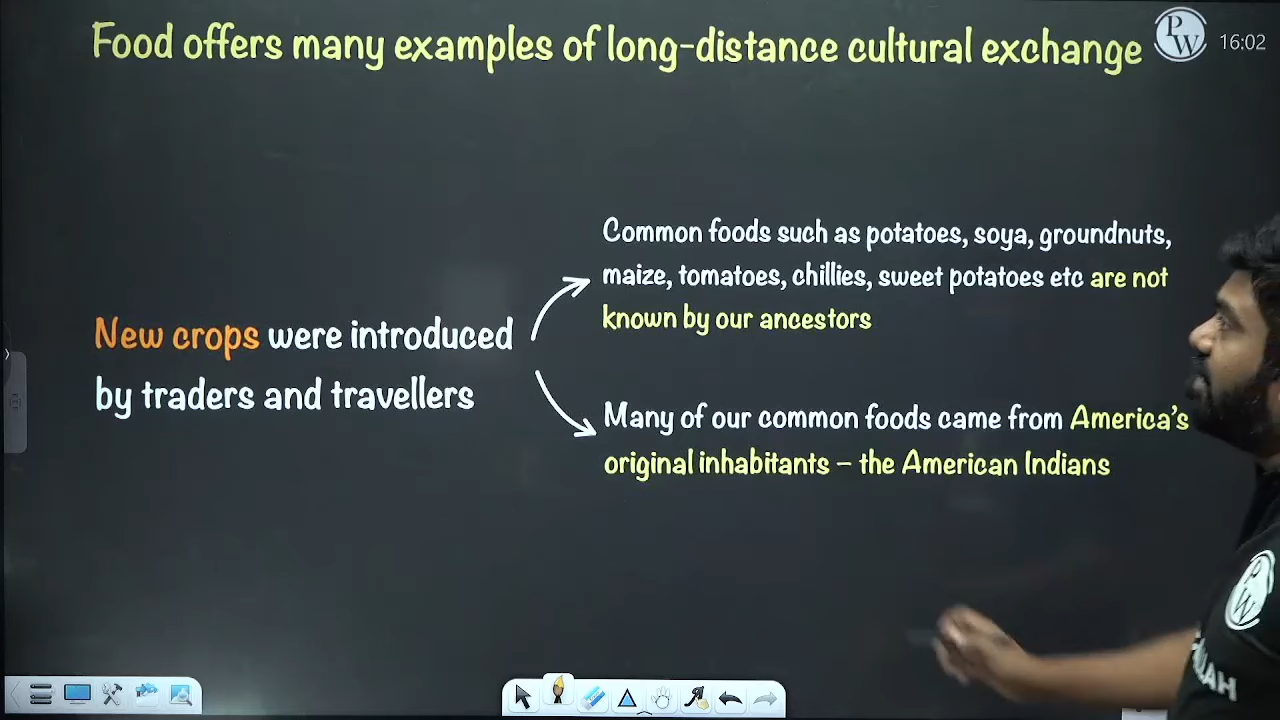 Food offers many examples of long-distance cultural exchange
PW
16:02
Common foods such as potatoes, soya, groundnuts,
maize, tomatoes, chillies, sweet potatoes etc are not
known by our ancestors
New crops were introduced
by traders and travellers
Many of our common foods came from America's
original inhabitants – the American Indians
PW